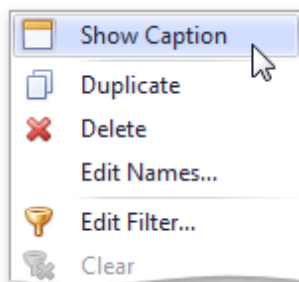 Show Caption
Duplicate
Delete
Edit Names...
Edit Filter...
Clear